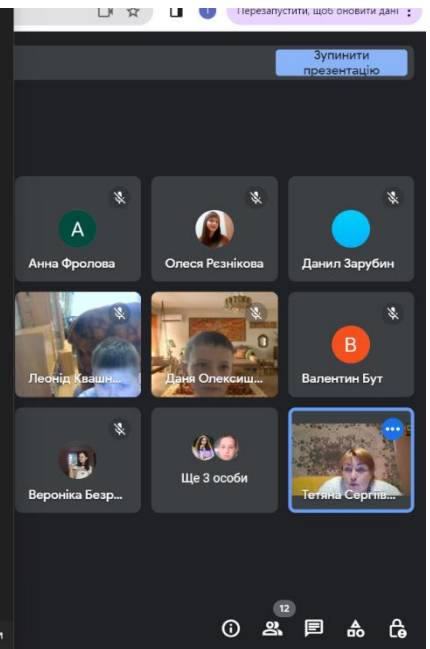 Перезапустити, щоб оновити дані
Зупинити
презентацію
А
Анна Фролова
Олеся Рєзнікова
Данил Зарубин
Леонід Квашн...
Даня Олексиш...
В
Валентин Бут
Вероніка Безр...
Ще 3 особи
Тетяна Сергіїв...
12